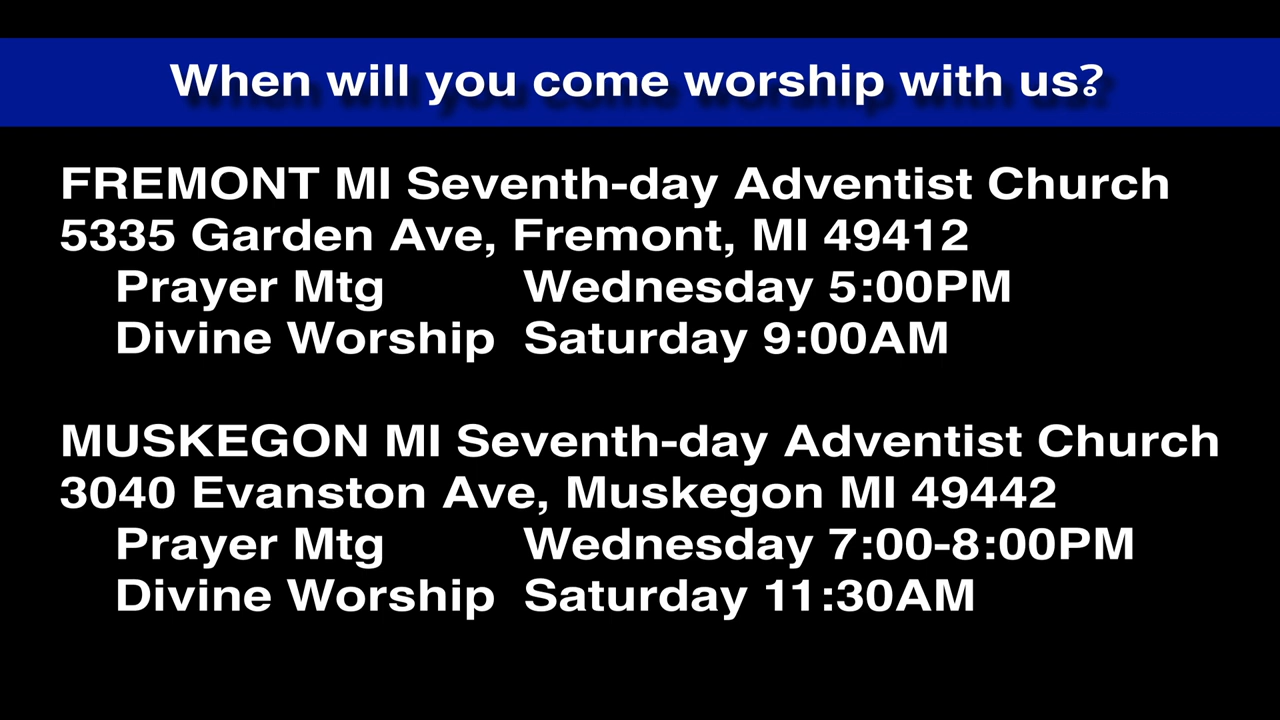 When will you come worship with us?
FREMONT MI Seventh-day Adventist Church
5335 Garden Ave, Fremont, MI 49412
Prayer Mtg Wednesday 5:00PM
Divine Worship Saturday 9:00AM
MUSKEGON MI Seventh-day Adventist Church
3040 Evanston Ave, Muskegon MI 49442
Prayer Mtg Wednesday 7:00-8:00PM
Divine Worship Saturday 11:30AM